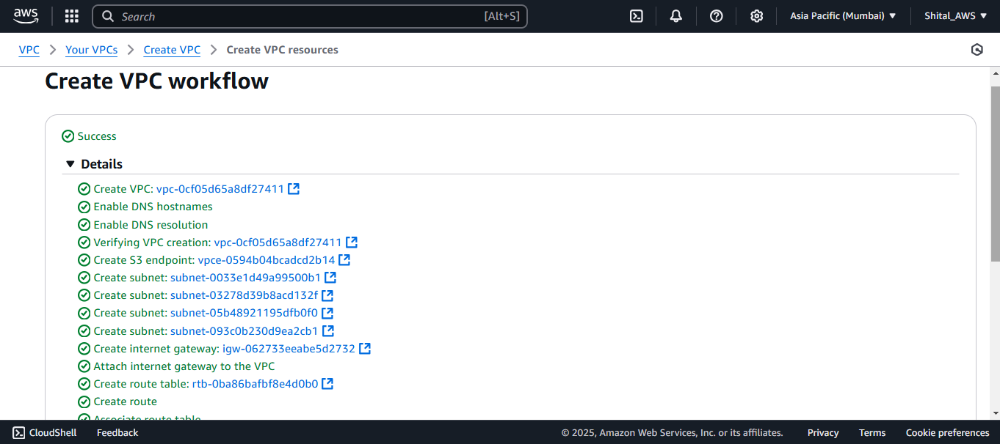 aws Search [Alt+S] Asia Pacific (Mumbai) Shital_AWS
VPC Your VPCs Create VPC Create VPC resources
Create VPC workflow
Success
Details
Create VPC: vpc-0cf05d65a8df27411
Enable DNS hostnames
Enable DNS resolution
Verifying VPC creation: vpc-0cf05d65a8df27411
Create S3 endpoint: vpce-0594b04bcadcd2b14
Create subnet: subnet-0033e1d49a99500b1
Create subnet: subnet-03278d39b8acd132f
Create subnet: subnet-05b48921195dfb0f0
Create subnet: subnet-093c0b230d9ea2cb1
Create internet gateway: igw-062733eeabe5d2732
Attach internet gateway to the VPC
Create route table: rtb-0ba86bafbf8e4d0b0
Create route
Associate route table
CloudShell Feedback © 2025, Amazon Web Services, Inc. or its affiliates. Privacy Terms Cookie preferences